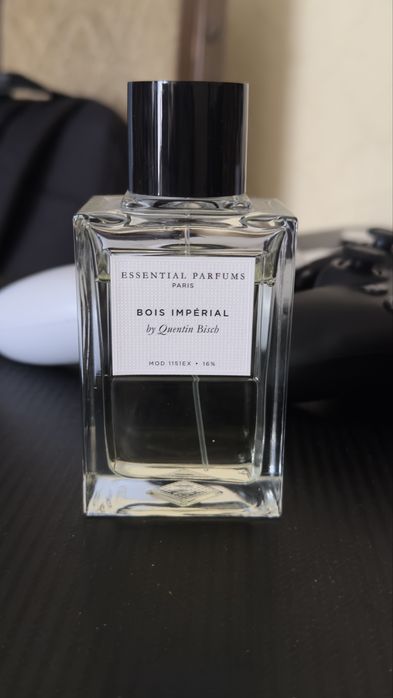 ESSENTIAL PARFUMS
PARIS
BOIS IMPÉRIAL
by Quentin Bisch
MOD 1151EX • 16%